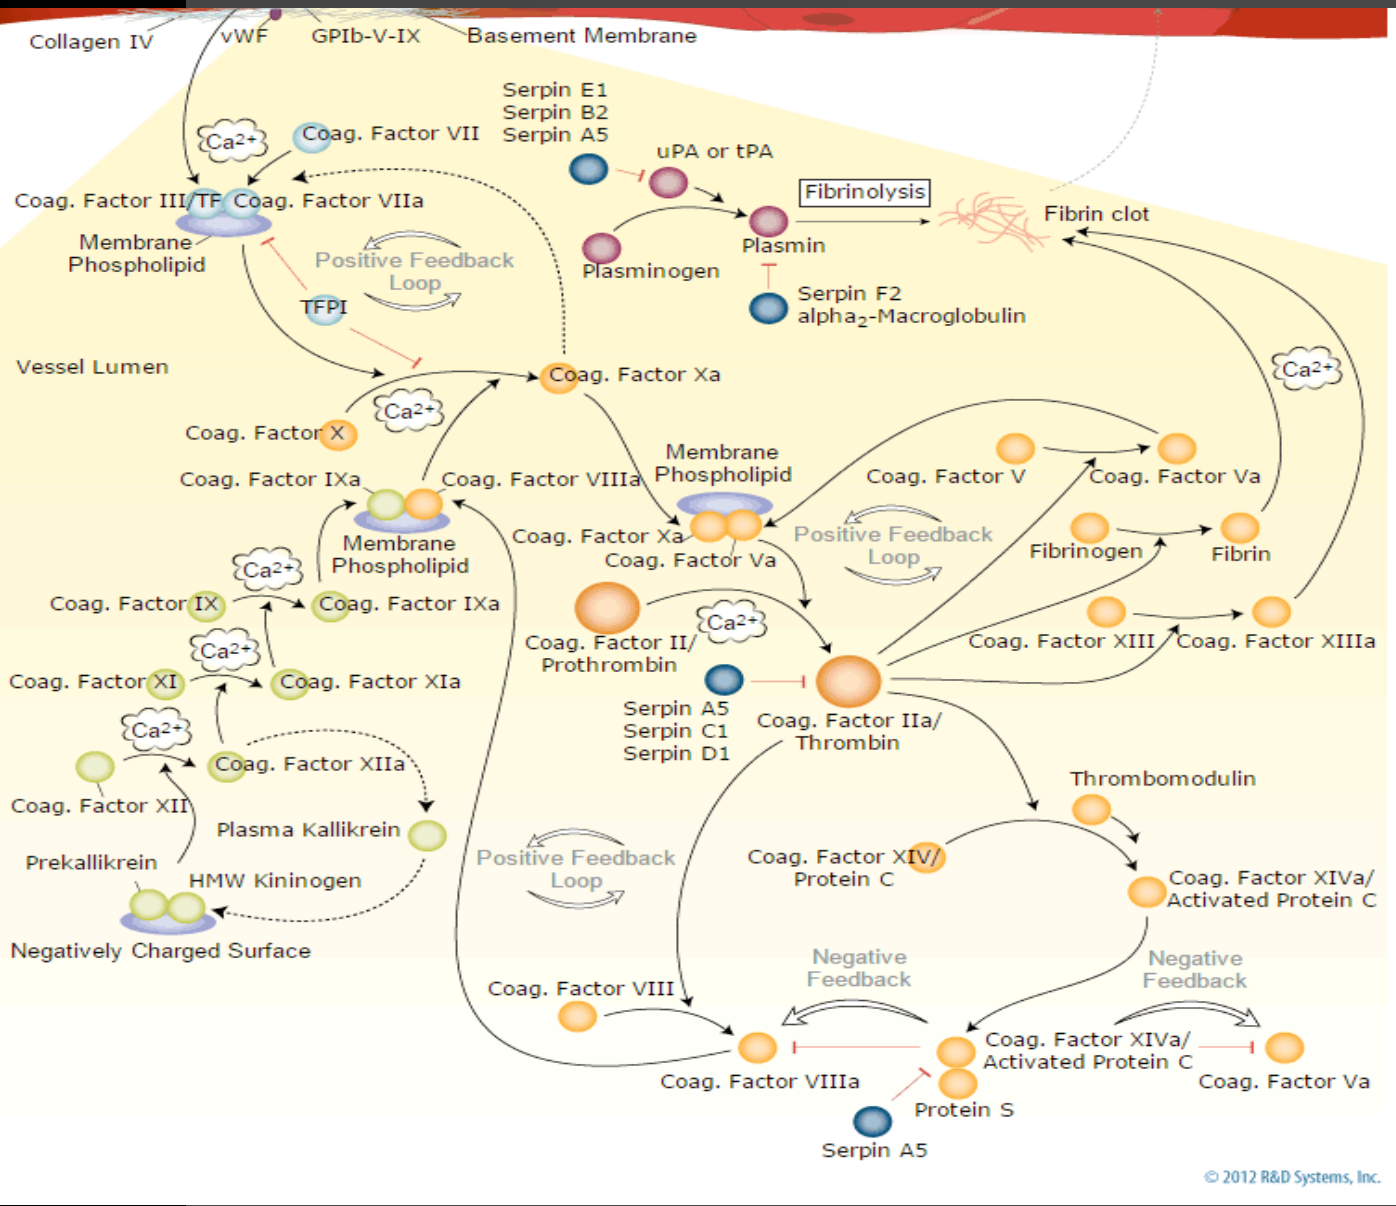 Collagen IV
vWF
GPIb-V-IX
Basement Membrane
Serpin E1
Serpin B2
Serpin A5
Ca2+
Coag. Factor VII
uPA or tPA
Fibrinolysis
Coag. Factor III/TF
Coag. Factor VIIa
Fibrin clot
Membrane
Phospholipid
Plasmin
Positive Feedback
Loop
Plasminogen
TFPI
Serpin F2
alpha2-Macroglobulin
Vessel Lumen
Coag. Factor Xa
Ca2+
Ca2+
Coag. Factor X
Membrane
Phospholipid
Coag. Factor IXa
Coag. Factor VIIIa
Coag. Factor V
Coag. Factor Va
Membrane
Phospholipid
Coag. Factor Xa
Coag. Factor Va
Positive Feedback
Loop
Fibrinogen
Fibrin
Ca2+
Coag. Factor IX
Coag. Factor IXa
Ca2+
Coag. Factor II/
Prothrombin
Coag. Factor XIII
Coag. Factor XIIIa
Ca2+
Coag. Factor XI
Coag. Factor XIa
Serpin A5
Serpin C1
Serpin D1
Coag. Factor IIa/
Thrombin
Ca2+
Coag. Factor XIIa
Coag. Factor XII
Thrombomodulin
Plasma Kallikrein
Prekallikrein
HMW Kininogen
Positive Feedback
Loop
Coag. Factor XIV/
Protein C
Coag. Factor XIVa/
Activated Protein C
Negatively Charged Surface
Negative
Feedback
Negative
Feedback
Coag. Factor VIII
Coag. Factor XIVa/
Activated Protein C
Coag. Factor VIIIa
Coag. Factor Va
Protein S
Serpin A5
© 2012 R&D Systems, Inc.